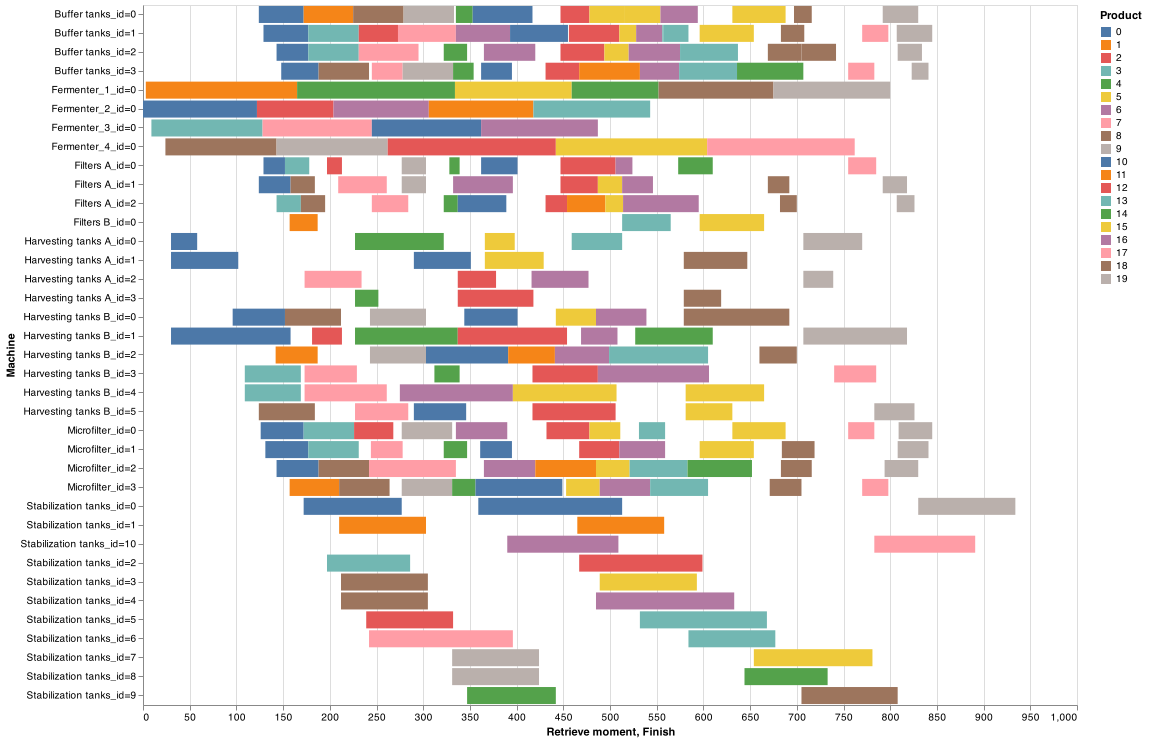 Buffer tanks_id=0
Buffer tanks_id=1
Buffer tanks_id=2
Buffer tanks_id=3
Fermenter_1_id=0
Fermenter_2_id=0
Fermenter_3_id=0
Fermenter_4_id=0
Filters A_id=0
Filters A_id=1
Filters A_id=2
Filters B_id=0
Harvesting tanks A_id=0
Harvesting tanks A_id=1
Harvesting tanks A_id=2
Harvesting tanks A_id=3
Harvesting tanks B_id=0
Harvesting tanks B_id=1
Harvesting tanks B_id=2
Harvesting tanks B_id=3
Harvesting tanks B_id=4
Harvesting tanks B_id=5
Microfilter_id=0
Microfilter_id=1
Microfilter_id=2
Microfilter_id=3
Stabilization tanks_id=0
Stabilization tanks_id=1
Stabilization tanks_id=10
Stabilization tanks_id=2
Stabilization tanks_id=3
Stabilization tanks_id=4
Stabilization tanks_id=5
Stabilization tanks_id=6
Stabilization tanks_id=7
Stabilization tanks_id=8
Stabilization tanks_id=9
Machine
0 50 100 150 200 250 300 350 400 450 500 550 600 650 700 750 800 850 900 950 1,000
Retrieve moment, Finish
Product
0
1
2
3
4
5
6
7
8
9
10
11
12
13
14
15
16
17
18
19